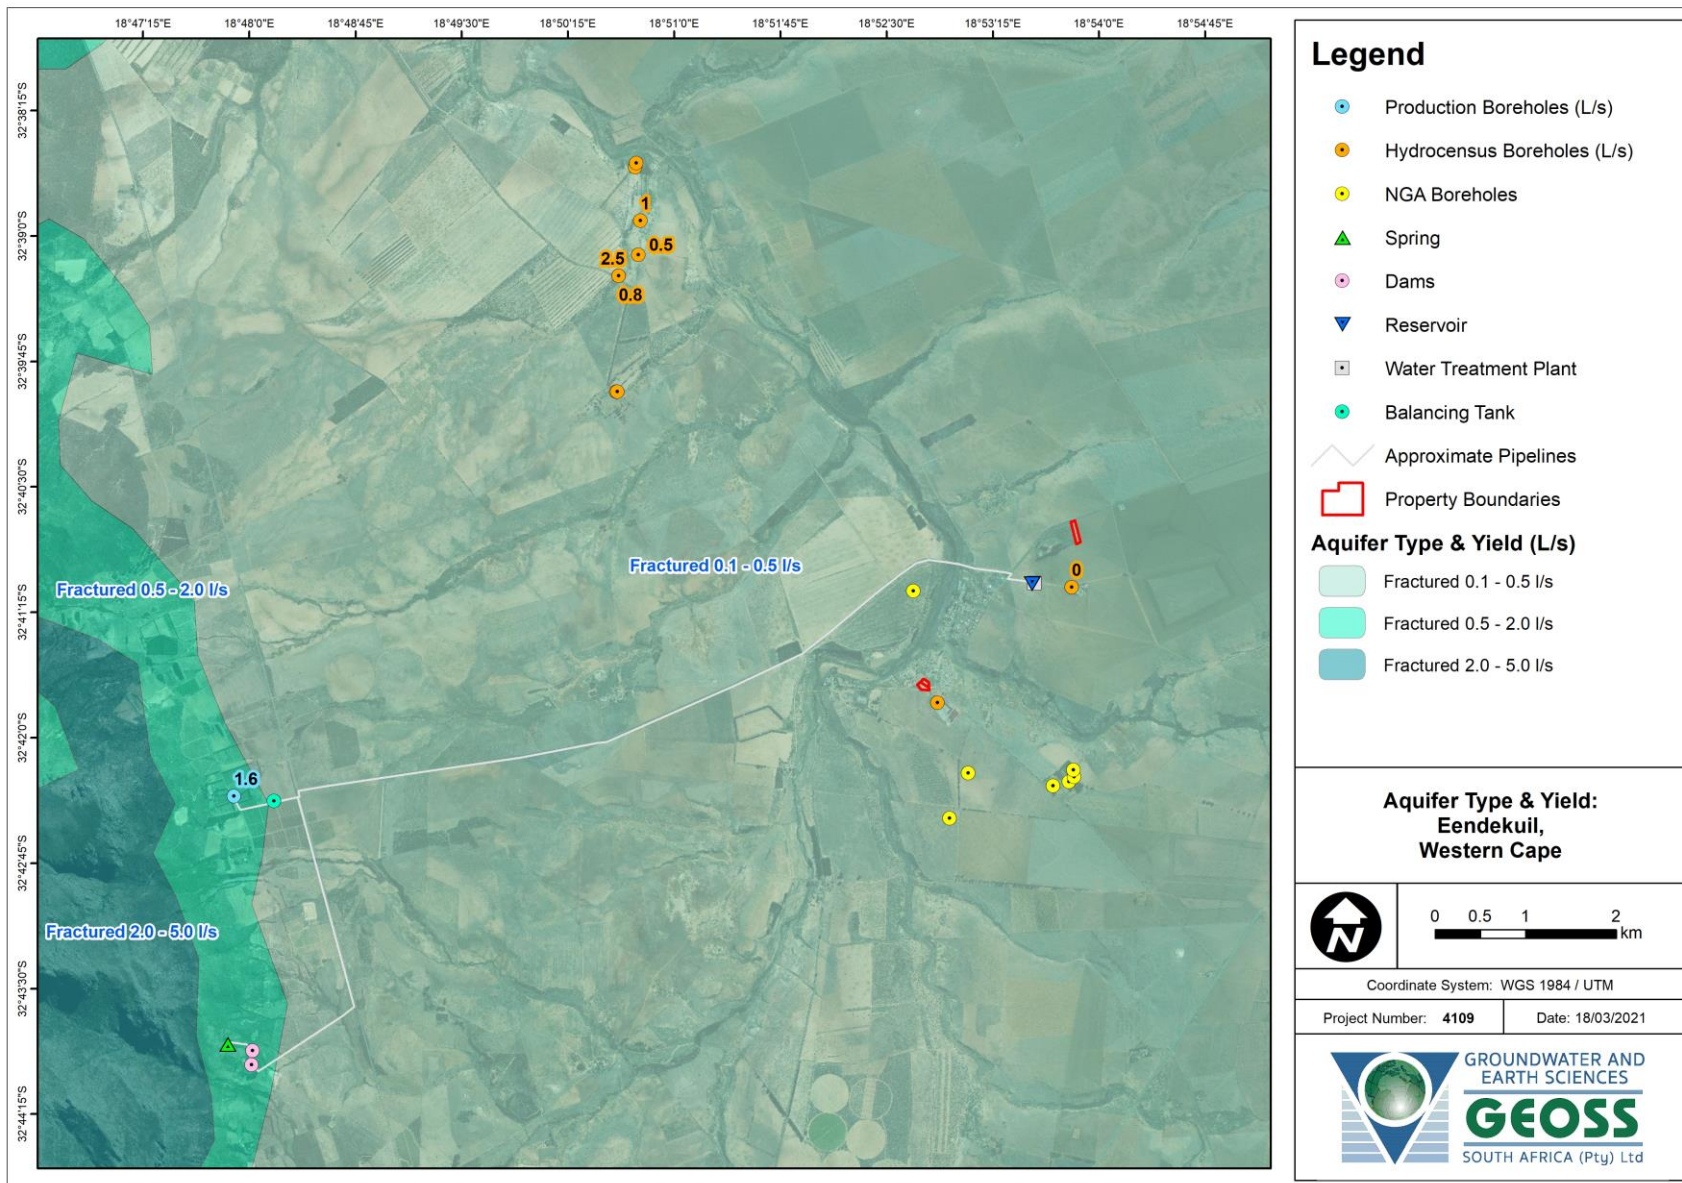 18°47'15"E 18°48'0"E 18°48'45"E 18°49'30"E 18°50'15"E 18°51'0"E 18°51'45"E 18°52'30"E 18°53'15"E 18°54'0"E 18°54'45"E
32°38'15"S
32°39'0"S
32°39'45"S
32°40'30"S
32°41'15"S
32°42'0"S
32°42'45"S
32°43'30"S
32°44'15"S
1
0.5
2.5
0.8
Fractured 0.1 - 0.5 l/s
0
Fractured 0.5 - 2.0 l/s
1.6
Fractured 2.0 - 5.0 l/s
Legend
Production Boreholes (L/s)
Hydrocensus Boreholes (L/s)
NGA Boreholes
Spring
Dams
Reservoir
Water Treatment Plant
Balancing Tank
Approximate Pipelines
Property Boundaries
Aquifer Type & Yield (L/s)
Fractured 0.1 - 0.5 l/s
Fractured 0.5 - 2.0 l/s
Fractured 2.0 - 5.0 l/s
Aquifer Type & Yield:
Eendekuil,
Western Cape
N
0 0.5 1 2
km
Coordinate System: WGS 1984 / UTM
Project Number: 4109 Date: 18/03/2021
GROUNDWATER AND
EARTH SCIENCES
GEOSS
SOUTH AFRICA (Pty) Ltd